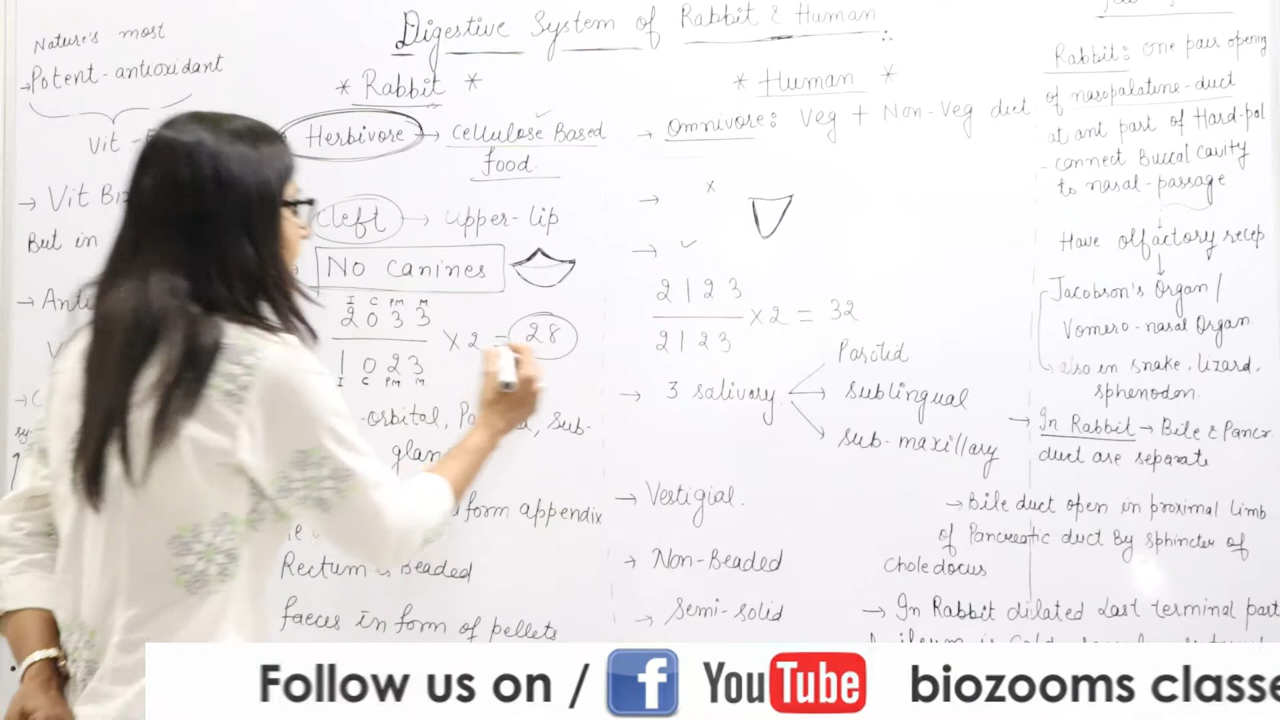 Digestive System of Rabbit & Human
Nature's most
→ Potent-antioxidant
Vit -
→ Vit B12
But in
→ Anti
* Rabbit *
Herbivore → Cellulose Based
food
cleft → upper-lip
No canines
I C PM M
2 0 3 3
1 0 2 3
I C PM M
×2 = 28
-orbital, Pa Sub-
glan
form appendix
Rectum is Beaded
faeces in form of pellets
* Human *
→ Omnivore: Veg + Non-Veg diet
→ ×
→ ✓
2 1 2 3
2 1 2 3
×2 = 32
→ 3 salivary
Parotid
→ sublingual
sub-maxillary
→ Vestigial.
→ Non-Beaded
→ Semi-solid
Rabbit: one pair opening
of nasopalatine-duct
at ant part of Hard-pal
- connect Buccal cavity
to nasal-passage
Have olfactory recep
Jacobson's Organ /
Vomero-nasal Organ
also in snake, lizard,
sphenodon.
→ In Rabbit → Bile & Pancr.
duct are separate
→ Bile duct open in proximal limb
of Pancreatic duct By sphincter of
choledocus
→ In Rabbit dilated Last terminal part
Follow us on / f YouTube biozooms classe